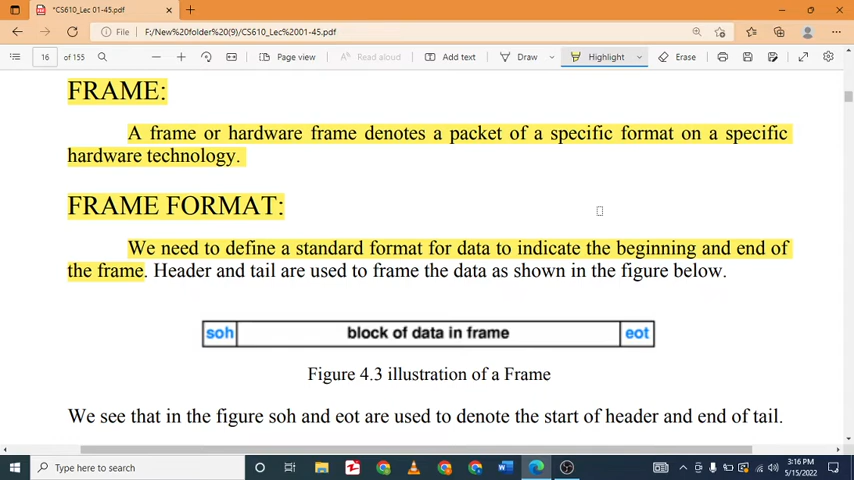 *CS610_Lec 01-45.pdf
File
F:/New%20folder%20(9)/CS610_Lec%2001-45.pdf
16 of 155
Page view
Read aloud
Add text
Draw
Highlight
Erase
FRAME:
A frame or hardware frame denotes a packet of a specific format on a specific
hardware technology.
FRAME FORMAT:
We need to define a standard format for data to indicate the beginning and end of
the frame. Header and tail are used to frame the data as shown in the figure below.
soh block of data in frame eot
Figure 4.3 illustration of a Frame
We see that in the figure soh and eot are used to denote the start of header and end of tail.
Type here to search
3:16 PM
5/15/2022